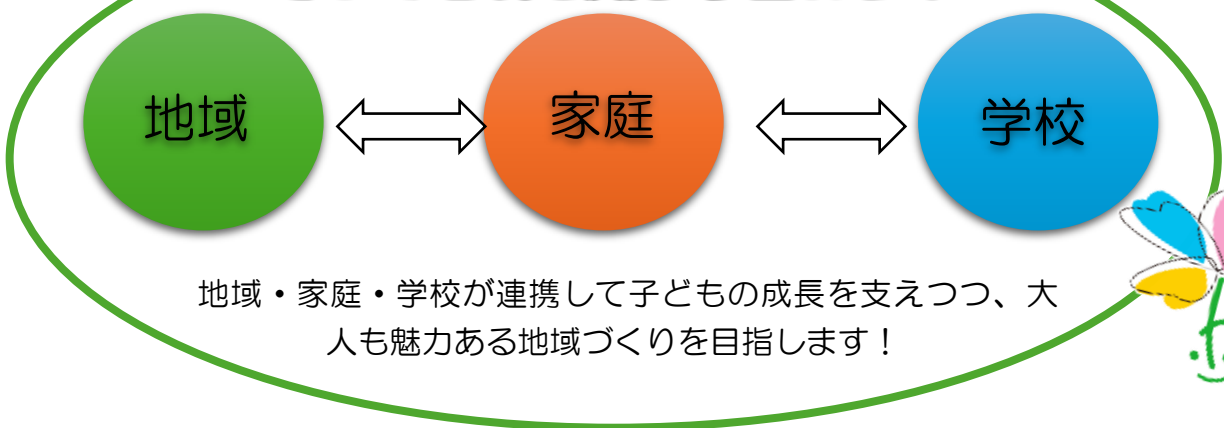 地域
家庭
学校
地域・家庭・学校が連携して子どもの成長を支えつつ、大
人も魅力ある地域づくりを目指します！